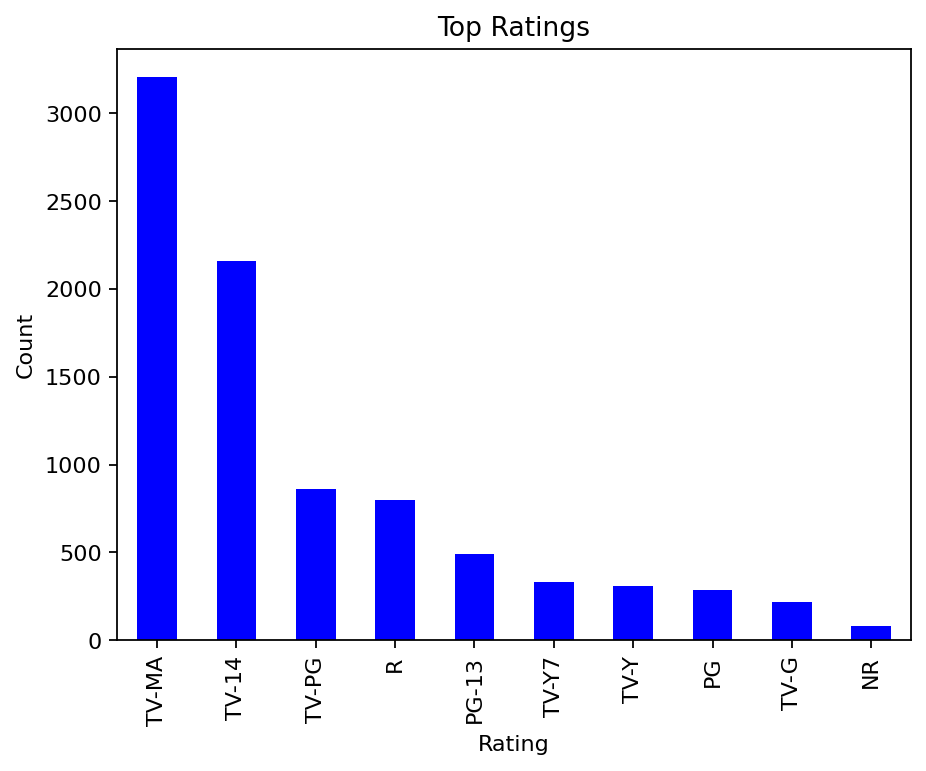 Top Ratings
Count
3000
2500
2000
1500
1000
500
0
TV-MA
TV-14
TV-PG
R
PG-13
TV-Y7
TV-Y
PG
TV-G
NR
Rating